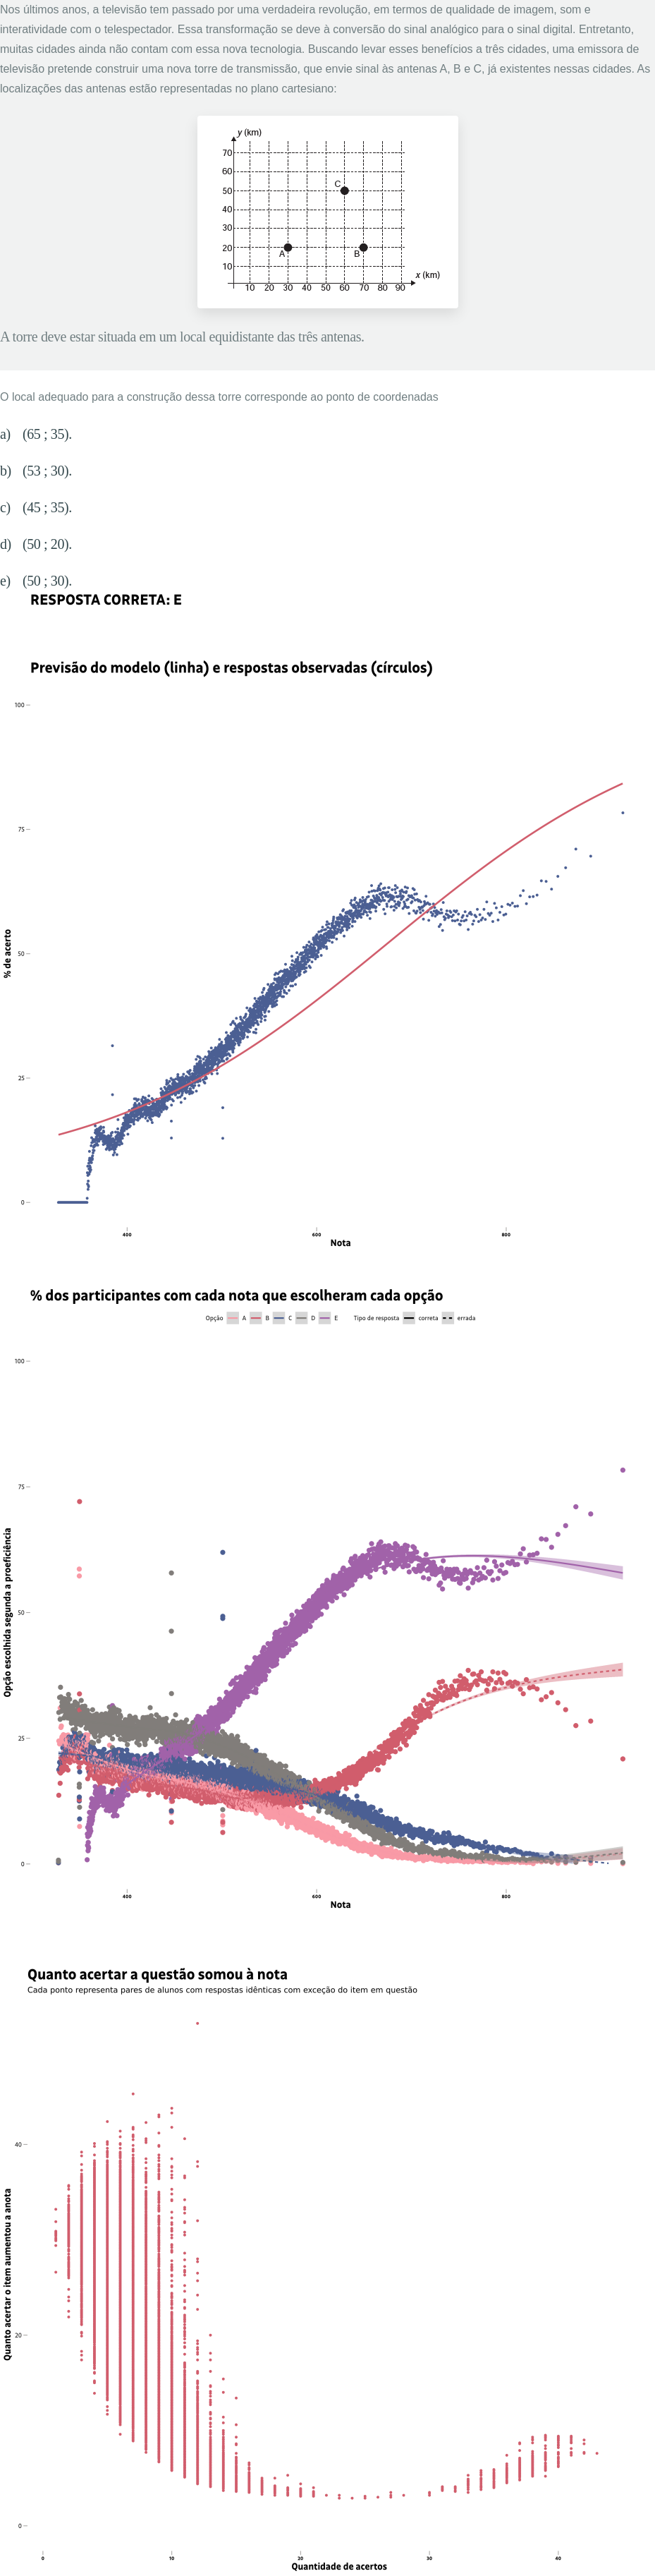 Nos últimos anos, a televisão tem passado por uma verdadeira revolução, em termos de qualidade de imagem, som e
interatividade com o telespectador. Essa transformação se deve à conversão do sinal analógico para o sinal digital. Entretanto,
muitas cidades ainda não contam com essa nova tecnologia. Buscando levar esses benefícios a três cidades, uma emissora de
televisão pretende construir uma nova torre de transmissão, que envie sinal às antenas A, B e C, já existentes nessas cidades. As
localizações das antenas estão representadas no plano cartesiano:
y (km)
70
60
50
40
30
20
10
C
A
B
x (km)
10 20 30 40 50 60 70 80 90
A torre deve estar situada em um local equidistante das três antenas.
O local adequado para a construção dessa torre corresponde ao ponto de coordenadas
a) (65 ; 35).
b) (53 ; 30).
c) (45 ; 35).
d) (50 ; 20).
e) (50 ; 30).
RESPOSTA CORRETA: E
Previsão do modelo (linha) e respostas observadas (círculos)
100
75
50
25
0
% de acerto
400 600 800
Nota
% dos participantes com cada nota que escolheram cada opção
Opção A B C D E Tipo de resposta correta errada
100
75
50
25
0
Opção escolhida segunda a proeficiência
400 600 800
Nota
Quanto acertar a questão somou à nota
Cada ponto representa pares de alunos com respostas idênticas com exceção do item em questão
40
20
0
Quanto acertar o item aumentou a anota
0 10 20 30 40
Quantidade de acertos